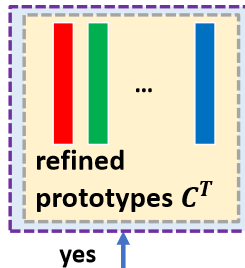 ...
refined
prototypes C^T
yes